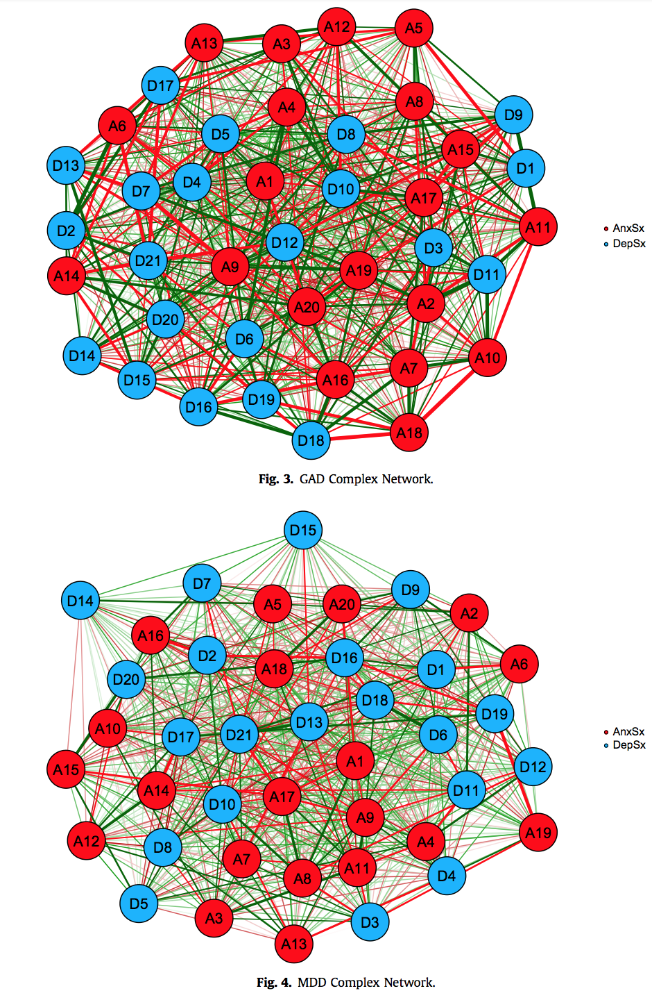 A12
A5
A13
A3
D17
A4
A8
D9
A6
D5
D8
A15
D13
D1
D7
D4
A1
D10
A17
D2
A11
AnxSx
D12
D3
DepSx
D21
A9
A19
A14
D11
A20
A2
D20
D6
D14
A10
D15
A16
A7
D16
D19
D18
A18
Fig. 3. GAD Complex Network.
D15
D7
D9
D14
A5
A20
A2
A16
D2
D16
A6
D20
A18
D1
D18
D19
A10
D17
D21
D13
D6
AnxSx
DepSx
A15
A1
D12
A14
A17
D11
D10
A9
A12
A19
D8
A7
A4
A11
A8
D4
D5
A3
D3
A13
Fig. 4. MDD Complex Network.